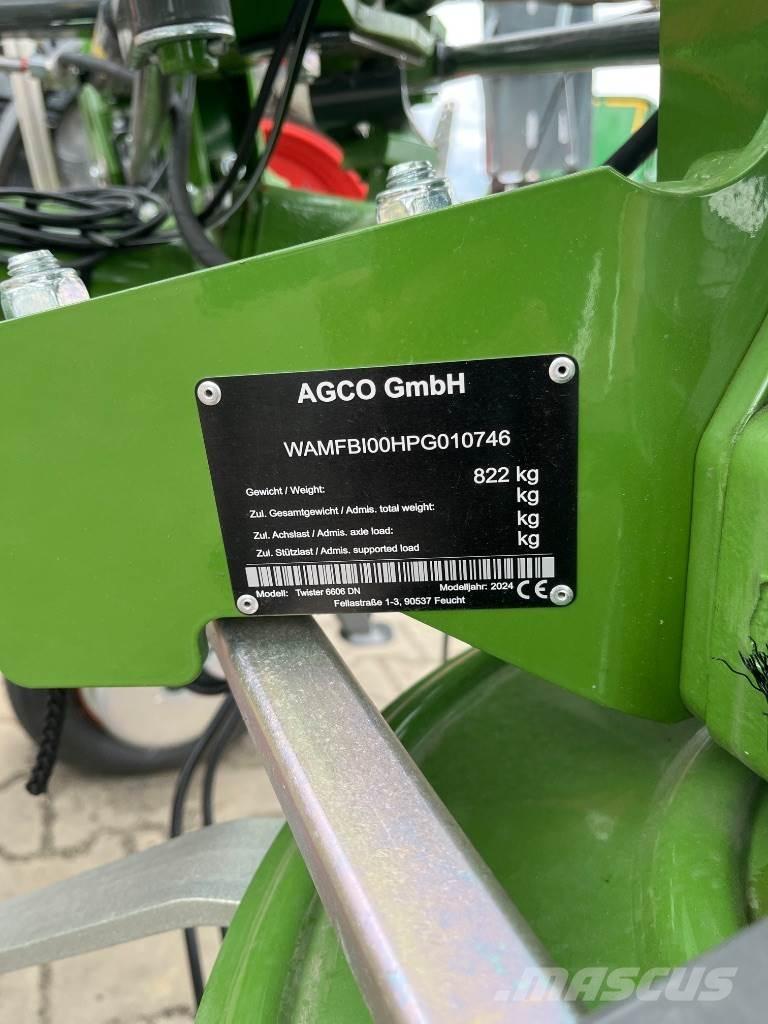 AGCO GmbH
WAMFBI00HPG010746
Gewicht / Weight: 822 kg
Zul. Gesamtgewicht / Admis. total weight: kg
Zul. Achslast / Admis. axle load: kg
Zul. Stützlast / Admis. supported load kg
Modell: Twister 6606 DN Modelljahr: 2024 CE
Fellastraße 1-3, 90537 Feucht
MASCUS